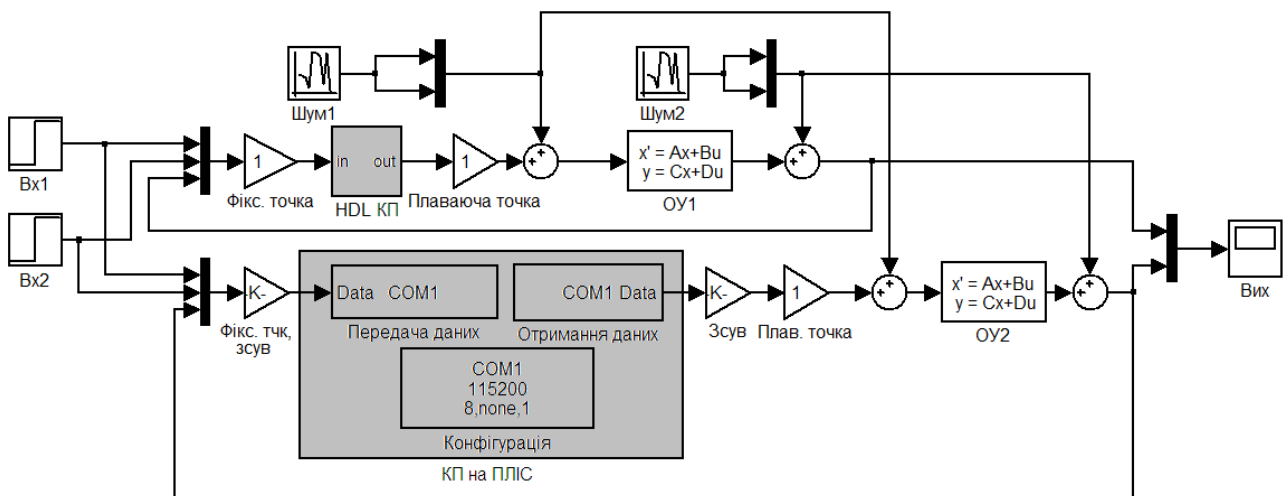 Шум1
Шум2
Вх1
1
Фікс. точка
in out
HDL КП
1
Плаваюча точка
+
+
x' = Ax+Bu
y = Cx+Du
ОУ1
+
+
Вх2
-K-
Фікс. тчк,
зсув
Data COM1
Передача даних
COM1 Data
Отримання даних
COM1
115200
8,none,1
Конфігурація
КП на ПЛІС
-K-
Зсув
1
Плав. точка
+
+
x' = Ax+Bu
y = Cx+Du
ОУ2
+
+
Вих